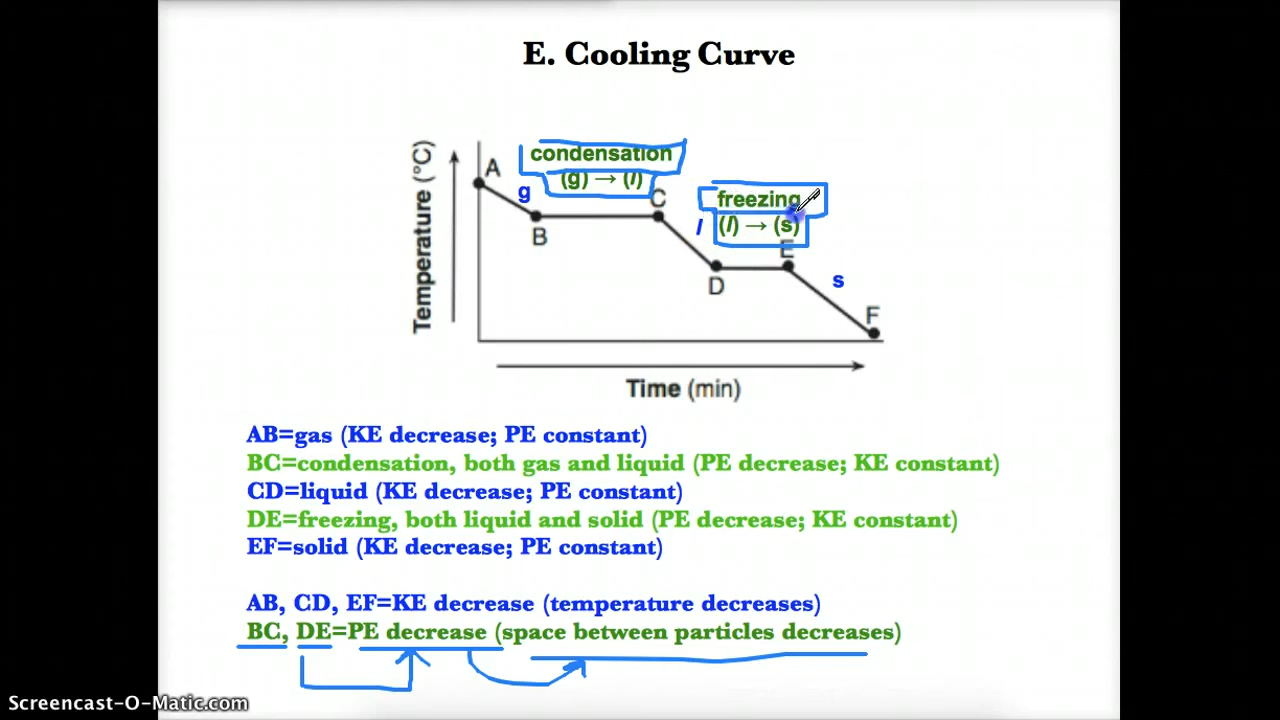 E. Cooling Curve
Temperature (°C)
A
g
B
condensation
(g) → (l)
C
l
D
freezing
(l) → (s)
E
s
F
Time (min)
AB=gas (KE decrease; PE constant)
BC=condensation, both gas and liquid (PE decrease; KE constant)
CD=liquid (KE decrease; PE constant)
DE=freezing, both liquid and solid (PE decrease; KE constant)
EF=solid (KE decrease; PE constant)
AB, CD, EF=KE decrease (temperature decreases)
BC, DE=PE decrease (space between particles decreases)
Screencast-O-Matic.com